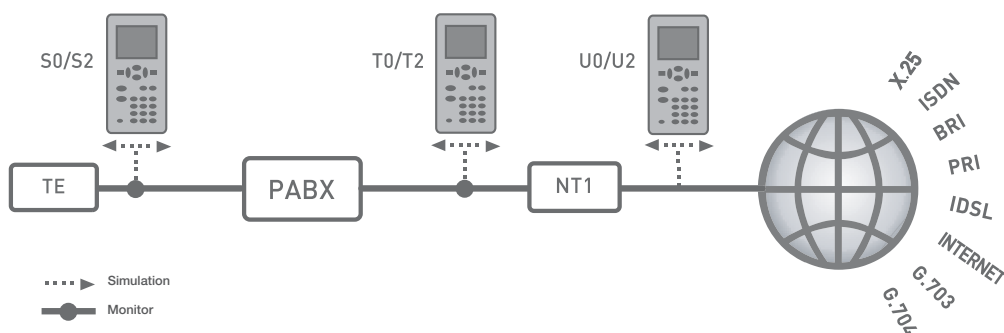 S0/S2
T0/T2
U0/U2
TE
PABX
NT1
X.25
ISDN
BRI
PRI
IDSL
INTERNET
G.703
G.704
Simulation
Monitor